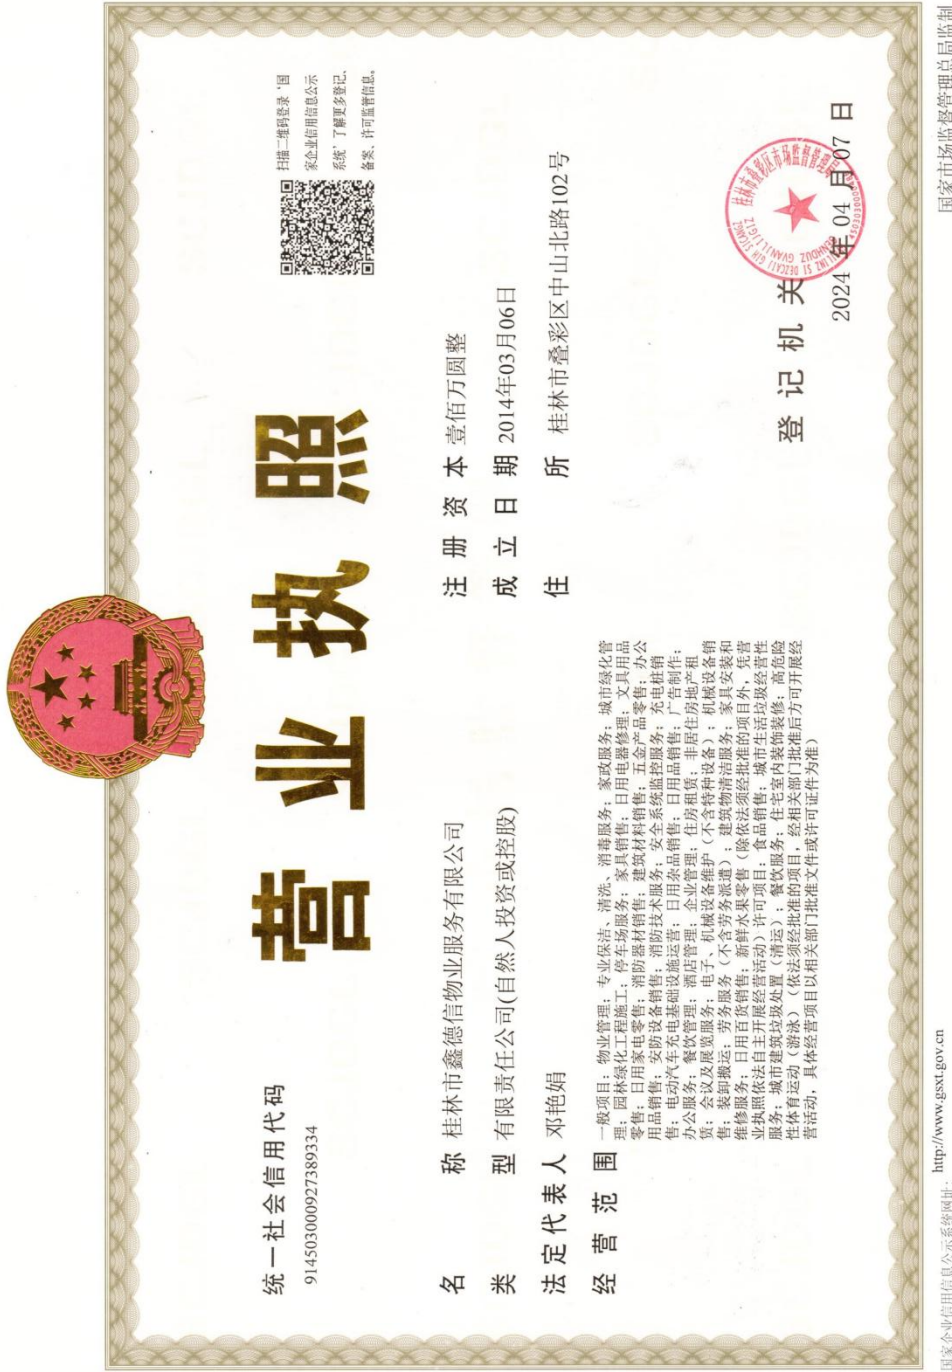 营业执照
统一社会信用代码
91450300092738 9334
扫描二维码登录‘国
家企业信用信息公示
系统’了解更多登记、
备案、许可监管信息。
名称 桂林市鑫德信物业服务有限公司
类型 有限责任公司(自然人投资或控股)
法定代表人 邓艳娟
经营范围
一般项目：物业管理；专业保洁、清洗、消毒服务；家政服务；城市绿化管
理；园林绿化工程施工；停车场服务；家具销售；日用电器修理；文具用品
零售；日用家电零售；消防器材销售；建筑材料销售；五金产品零售；办公
用品销售；安防设备销售；消防技术服务；安全系统监控服务；充电桩销
售；电动汽车充电基础设施运营；日用杂品销售；日用品销售；广告制作；
办公服务；餐饮管理；酒店管理；企业管理；住房租赁；非居住房地产租
赁；会议及展览服务；电子、机械设备维护（不含特种设备）；机械设备销
售；装卸搬运；劳务服务（不含劳务派遣）；建筑物清洁服务；家具安装和
维修服务；日用百货销售；新鲜水果零售（除依法须经批准的项目外，凭营
业执照依法自主开展经营活动）许可项目：食品销售；城市生活垃圾经营性
服务；城市建筑垃圾处置（清运）；餐饮服务；住宅室内装饰装修；高危险
性体育运动（游泳）（依法须经批准的项目，经相关部门批准后方可开展经
营活动，具体经营项目以相关部门批准文件或许可证件为准）
注册资本 壹佰万圆整
成立日期 2014年03月06日
住所 桂林市叠彩区中山北路102号
登记机关
桂林市叠彩区市场监督管理局
2024 年 04 月 07 日
国家企业信用信息公示系统网址：http://www.gsxt.gov.cn
国家市场监督管理总局监制